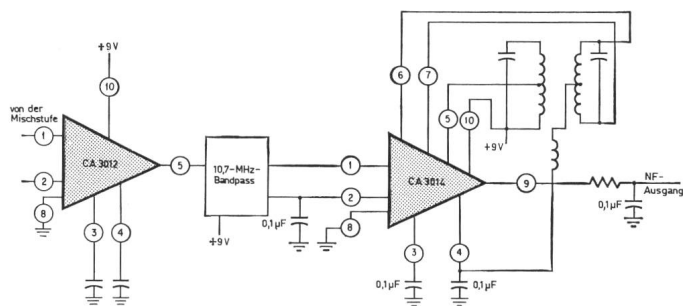 +9V
10
von der
Mischstufe
1
CA 3012
2
8
3
4
5
10,7-MHz-
Bandpass
+9V
0,1µF
1
2
8
6
7
5
10
+9V
CA 3014
3
4
0,1µF
0,1µF
9
NF-
Ausgang
0,1µF